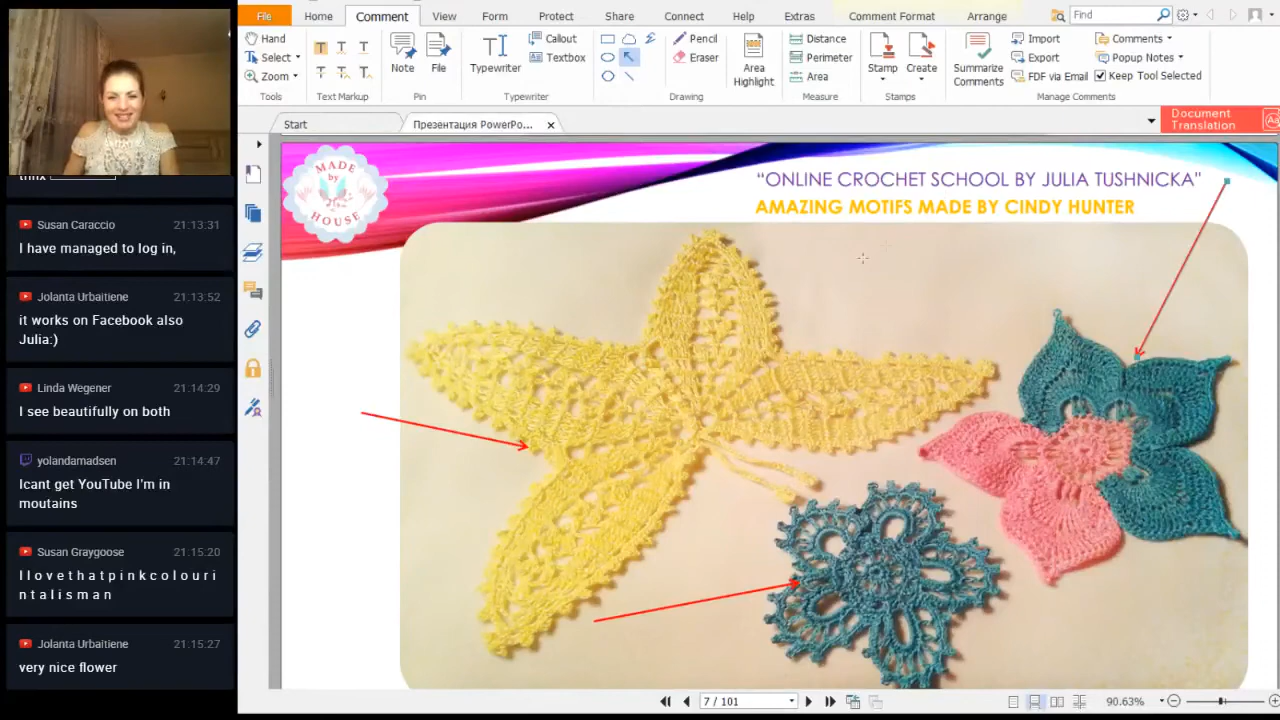 File
Home
Comment
View
Form
Protect
Share
Connect
Help
Extras
Comment Format
Arrange
Find
Hand
Select
Zoom
Tools
T T T
T T T
Text Markup
Note
File
Pin
Typewriter
Callout
Textbox
Typewriter
Pencil
Eraser
Drawing
Area
Highlight
Distance
Perimeter
Area
Measure
Stamp
Create
Stamps
Summarize
Comments
Import
Export
FDF via Email
Comments
Popup Notes
Keep Tool Selected
Manage Comments
Start
Презентация PowerPo...
Document
Translation
MADE
by
HOUSE
“ONLINE CROCHET SCHOOL BY JULIA TUSHNICKA"
AMAZING MOTIFS MADE BY CINDY HUNTER
Susan Caraccio 21:13:31
I have managed to log in,
Jolanta Urbaitiene 21:13:52
it works on Facebook also
Julia:)
Linda Wegener 21:14:29
I see beautifully on both
yolandamadsen 21:14:47
Icant get YouTube I'm in
moutains
Susan Graygoose 21:15:20
I l o v e t h a t p i n k c o l o u r i
n t a l i s m a n
Jolanta Urbaitiene 21:15:27
very nice flower
7 / 101
90.63%